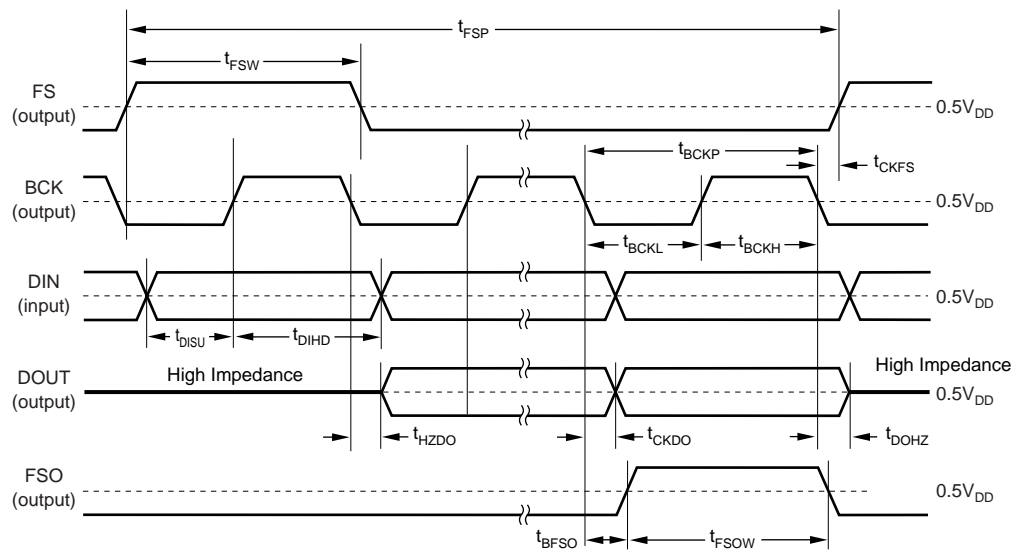 tFSP
tFSW
FS
(output)
0.5VDD
tBCKP
tCKFS
BCK
(output)
0.5VDD
tBCKL
tBCKH
DIN
(input)
0.5VDD
tDISU
tDIHD
DOUT
(output)
High Impedance
High Impedance
0.5VDD
tHZDO
tCKDO
tDOHZ
FSO
(output)
0.5VDD
tBFSO
tFSOW